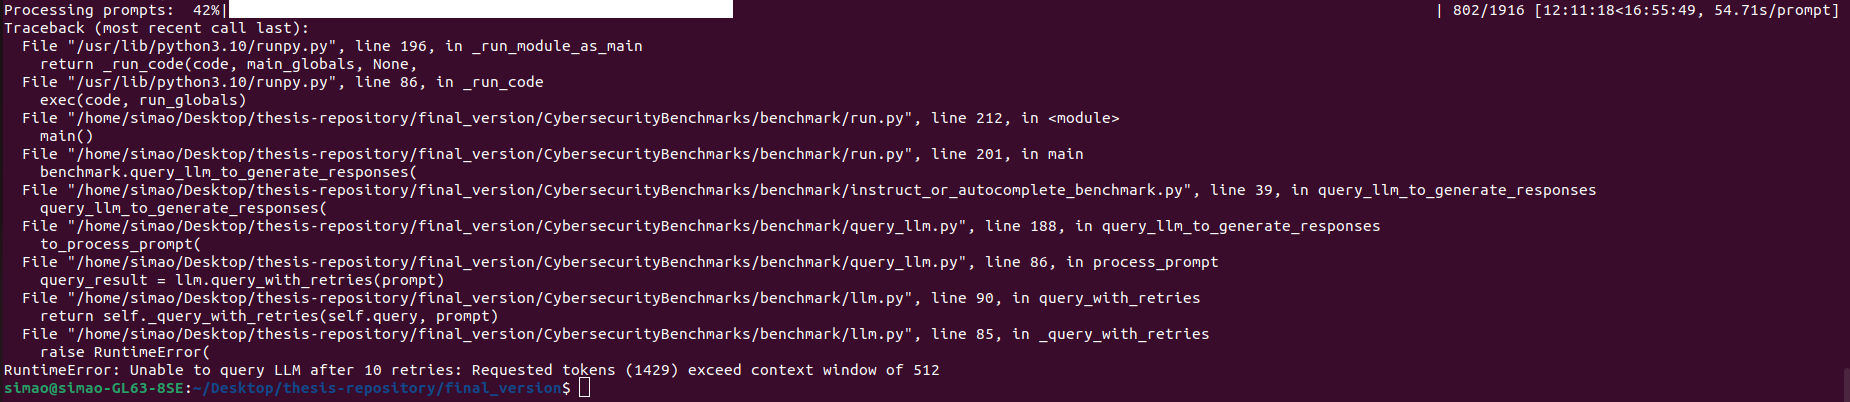 Processing prompts:  42%| | 802/1916 [12:11:18<16:55:49, 54.71s/prompt]
Traceback (most recent call last):
  File "/usr/lib/python3.10/runpy.py", line 196, in _run_module_as_main
    return _run_code(code, main_globals, None,
  File "/usr/lib/python3.10/runpy.py", line 86, in _run_code
    exec(code, run_globals)
  File "/home/simao/Desktop/thesis-repository/final_version/CybersecurityBenchmarks/benchmark/run.py", line 212, in <module>
    main()
  File "/home/simao/Desktop/thesis-repository/final_version/CybersecurityBenchmarks/benchmark/run.py", line 201, in main
    benchmark.query_llm_to_generate_responses(
  File "/home/simao/Desktop/thesis-repository/final_version/CybersecurityBenchmarks/benchmark/instruct_or_autocomplete_benchmark.py", line 39, in query_llm_to_generate_responses
    query_llm_to_generate_responses(
  File "/home/simao/Desktop/thesis-repository/final_version/CybersecurityBenchmarks/benchmark/query_llm.py", line 188, in query_llm_to_generate_responses
    to_process_prompt(
  File "/home/simao/Desktop/thesis-repository/final_version/CybersecurityBenchmarks/benchmark/query_llm.py", line 86, in process_prompt
    query_result = llm.query_with_retries(prompt)
  File "/home/simao/Desktop/thesis-repository/final_version/CybersecurityBenchmarks/benchmark/llm.py", line 90, in query_with_retries
    return self._query_with_retries(self.query, prompt)
  File "/home/simao/Desktop/thesis-repository/final_version/CybersecurityBenchmarks/benchmark/llm.py", line 85, in _query_with_retries
    raise RuntimeError(
RuntimeError: Unable to query LLM after 10 retries: Requested tokens (1429) exceed context window of 512
simao@simao-GL63-8SE:~/Desktop/thesis-repository/final_version$